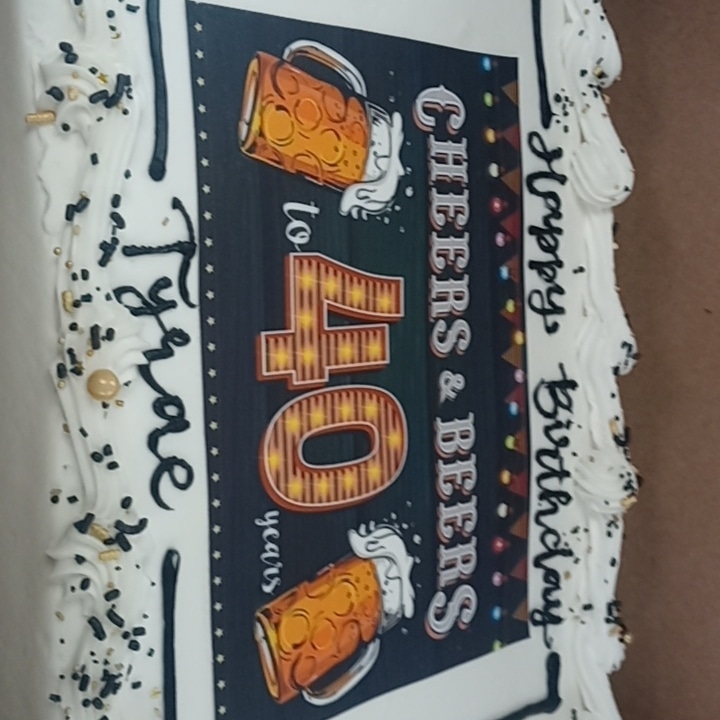 Happy Birthday
CHEERS & BEERS
to 40 years
Tyrae